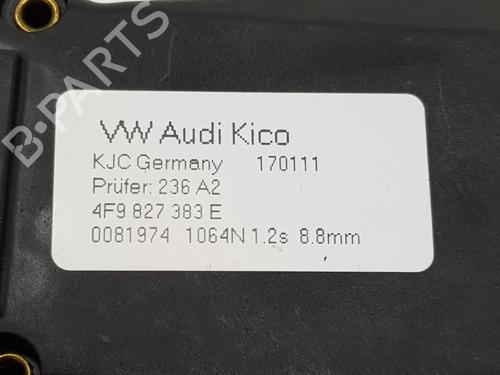 VW Audi Kico
KJC Germany 170111
Prüfer: 236 A2
4F9 827 383 E
0081974 1064N 1.2s 8.8mm
B-PARTS